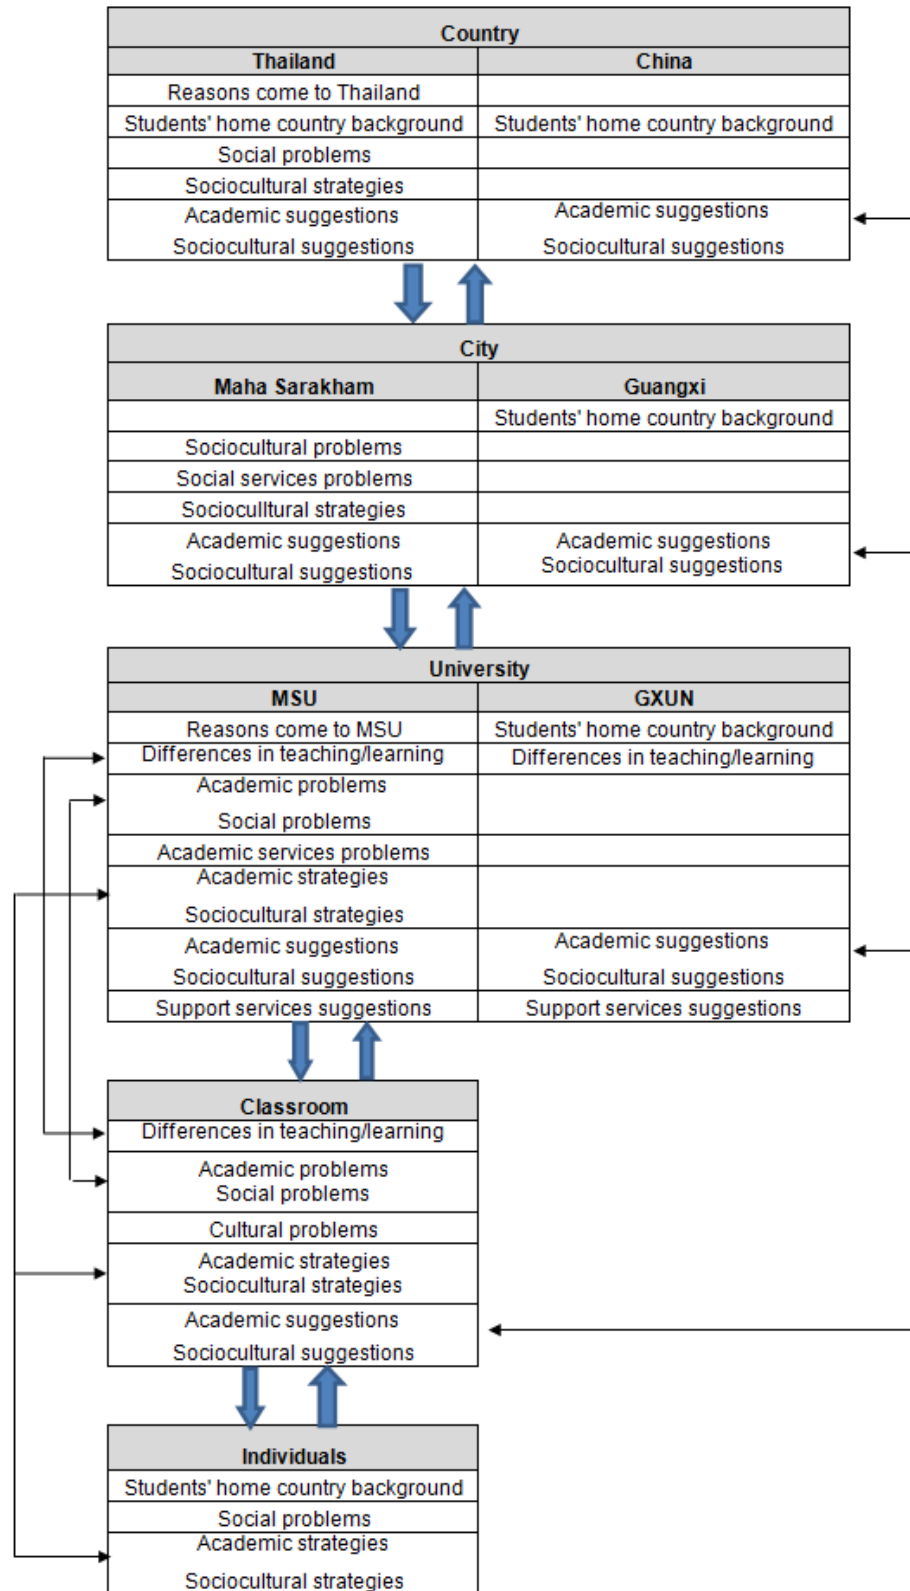 Country
Thailand China
Reasons come to Thailand
Students' home country background Students' home country background
Social problems
Sociocultural strategies
Academic suggestions Academic suggestions
Sociocultural suggestions Sociocultural suggestions
City
Maha Sarakham Guangxi
Students' home country background
Sociocultural problems
Social services problems
Socioculltural strategies
Academic suggestions Academic suggestions
Sociocultural suggestions Sociocultural suggestions
University
MSU GXUN
Reasons come to MSU Students' home country background
Differences in teaching/learning Differences in teaching/learning
Academic problems
Social problems
Academic services problems
Academic strategies
Sociocultural strategies
Academic suggestions Academic suggestions
Sociocultural suggestions Sociocultural suggestions
Support services suggestions Support services suggestions
Classroom
Differences in teaching/learning
Academic problems
Social problems
Cultural problems
Academic strategies
Sociocultural strategies
Academic suggestions
Sociocultural suggestions
Individuals
Students' home country background
Social problems
Academic strategies
Sociocultural strategies